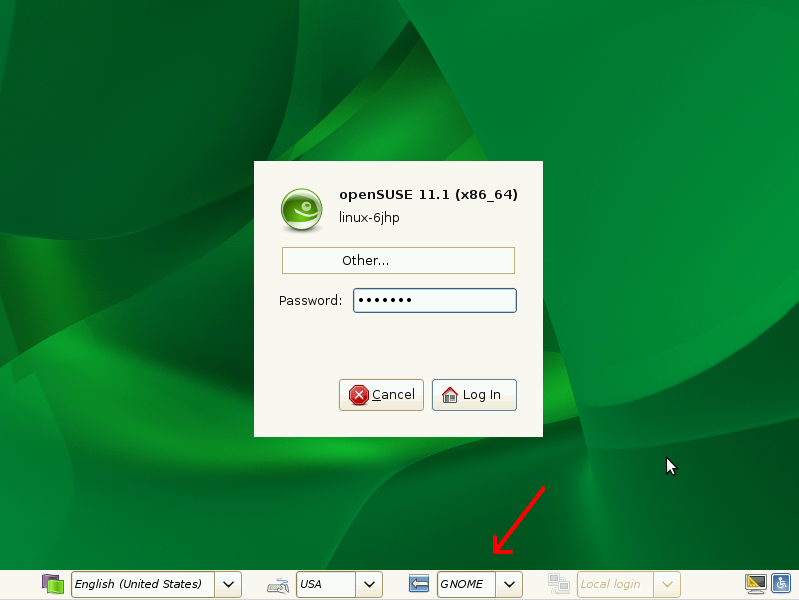 openSUSE 11.1 (x86_64)
linux-6jhp
Other...
Password: •••••••
Cancel
Log In
English (United States)
USA
GNOME
Local login